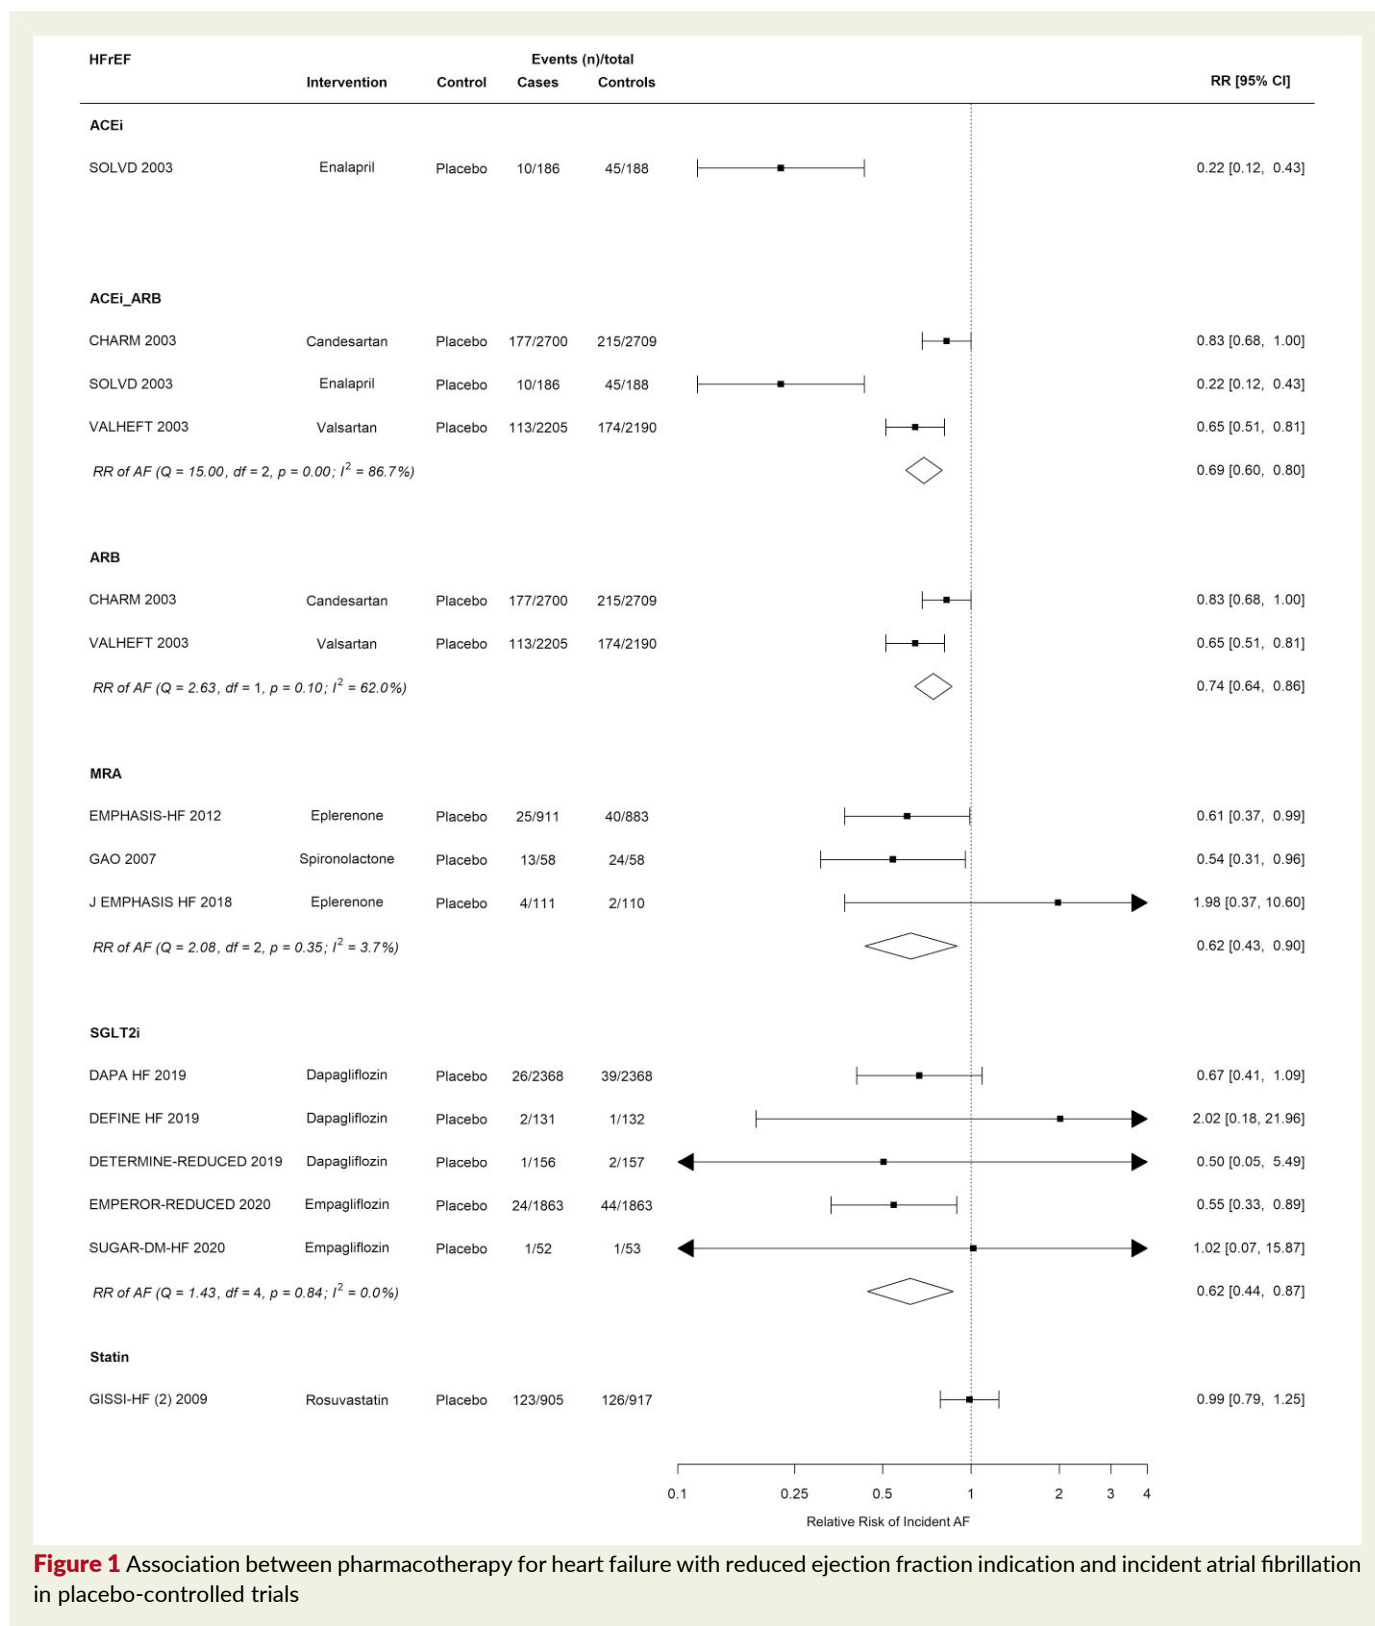 HFrEF Events (n)/total
Intervention Control Cases Controls RR [95% CI]
ACEi
SOLVD 2003 Enalapril Placebo 10/186 45/188 0.22 [0.12, 0.43]
ACEi_ARB
CHARM 2003 Candesartan Placebo 177/2700 215/2709 0.83 [0.68, 1.00]
SOLVD 2003 Enalapril Placebo 10/186 45/188 0.22 [0.12, 0.43]
VALHEFT 2003 Valsartan Placebo 113/2205 174/2190 0.65 [0.51, 0.81]
RR of AF (Q = 15.00, df = 2, p = 0.00; I² = 86.7%) 0.69 [0.60, 0.80]
ARB
CHARM 2003 Candesartan Placebo 177/2700 215/2709 0.83 [0.68, 1.00]
VALHEFT 2003 Valsartan Placebo 113/2205 174/2190 0.65 [0.51, 0.81]
RR of AF (Q = 2.63, df = 1, p = 0.10; I² = 62.0%) 0.74 [0.64, 0.86]
MRA
EMPHASIS-HF 2012 Eplerenone Placebo 25/911 40/883 0.61 [0.37, 0.99]
GAO 2007 Spironolactone Placebo 13/58 24/58 0.54 [0.31, 0.96]
J EMPHASIS HF 2018 Eplerenone Placebo 4/111 2/110 1.98 [0.37, 10.60]
RR of AF (Q = 2.08, df = 2, p = 0.35; I² = 3.7%) 0.62 [0.43, 0.90]
SGLT2i
DAPA HF 2019 Dapagliflozin Placebo 26/2368 39/2368 0.67 [0.41, 1.09]
DEFINE HF 2019 Dapagliflozin Placebo 2/131 1/132 2.02 [0.18, 21.96]
DETERMINE-REDUCED 2019 Dapagliflozin Placebo 1/156 2/157 0.50 [0.05, 5.49]
EMPEROR-REDUCED 2020 Empagliflozin Placebo 24/1863 44/1863 0.55 [0.33, 0.89]
SUGAR-DM-HF 2020 Empagliflozin Placebo 1/52 1/53 1.02 [0.07, 15.87]
RR of AF (Q = 1.43, df = 4, p = 0.84; I² = 0.0%) 0.62 [0.44, 0.87]
Statin
GISSI-HF (2) 2009 Rosuvastatin Placebo 123/905 126/917 0.99 [0.79, 1.25]
0.1 0.25 0.5 1 2 3 4
Relative Risk of Incident AF
Figure 1 Association between pharmacotherapy for heart failure with reduced ejection fraction indication and incident atrial fibrillation
in placebo-controlled trials